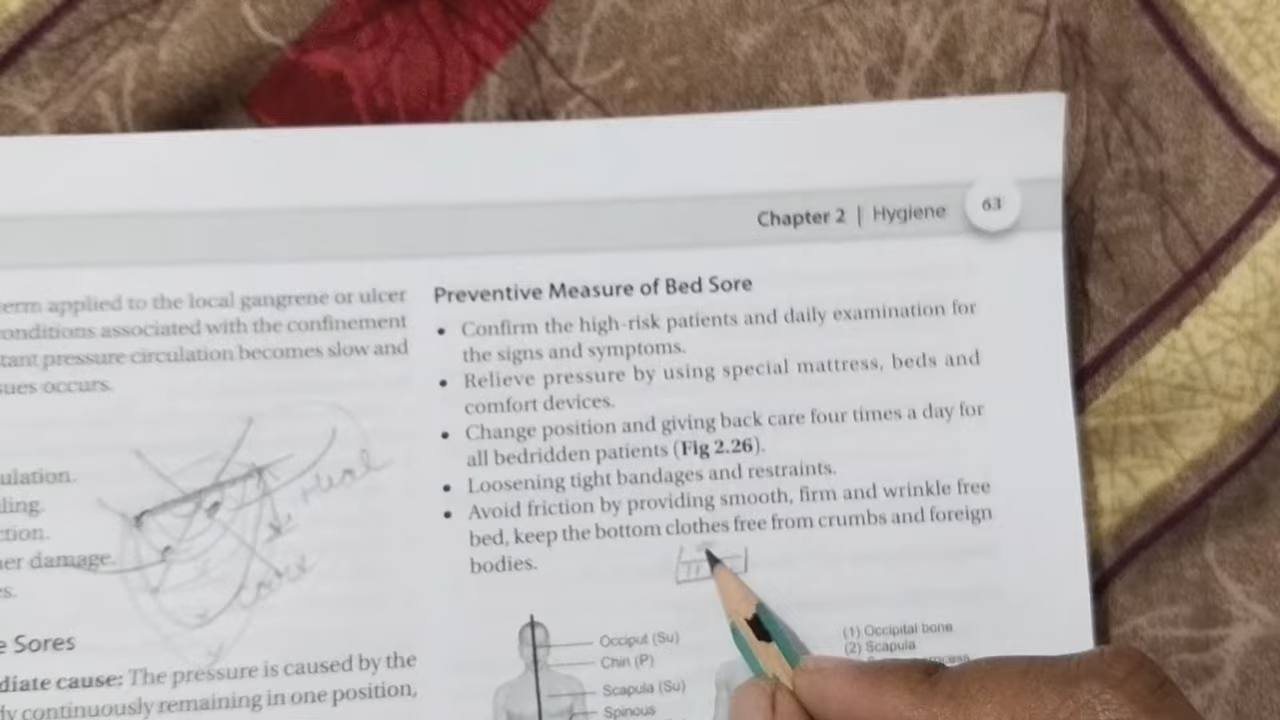 Chapter 2 | Hygiene 63
erm applied to the local gangrene or ulcer
onditions associated with the confinement
tant pressure circulation becomes slow and
sues occurs.
ulation.
ling.
ction.
er damage.
s.
e Sores
diate cause: The pressure is caused by the
ly continuously remaining in one position,
Preventive Measure of Bed Sore
• Confirm the high-risk patients and daily examination for
the signs and symptoms.
• Relieve pressure by using special mattress, beds and
comfort devices.
• Change position and giving back care four times a day for
all bedridden patients (Fig 2.26).
• Loosening tight bandages and restraints.
• Avoid friction by providing smooth, firm and wrinkle free
bed, keep the bottom clothes free from crumbs and foreign
bodies.
Occiput (Su)
Chin (P)
Scapula (Su)
Spinous
(1) Occipital bone
(2) Scapula